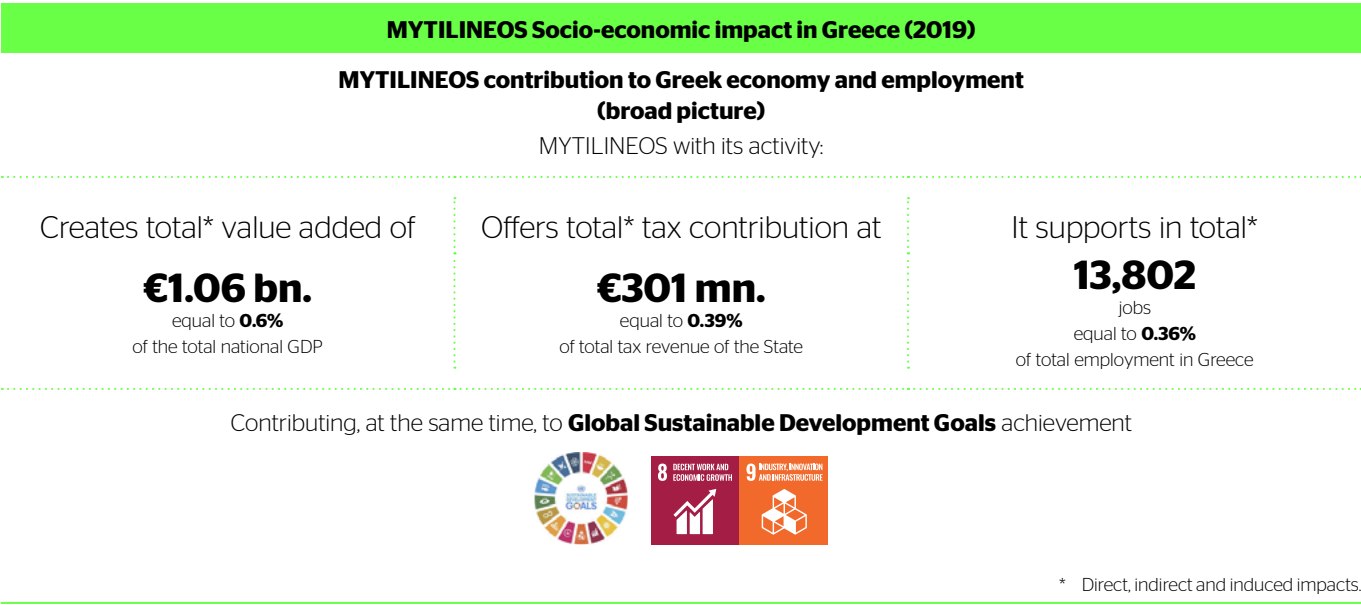 MYTILINEOS Socio-economic impact in Greece (2019)
MYTILINEOS contribution to Greek economy and employment
(broad picture)
MYTILINEOS with its activity:
Creates total* value added of
€1.06 bn.
equal to 0.6%
of the total national GDP
Offers total* tax contribution at
€301 mn.
equal to 0.39%
of total tax revenue of the State
It supports in total*
13,802
jobs
equal to 0.36%
of total employment in Greece
Contributing, at the same time, to Global Sustainable Development Goals achievement
SUSTAINABLE
DEVELOPMENT
GOALS
8 DECENT WORK AND
ECONOMIC GROWTH
9 INDUSTRY, INNOVATION
AND INFRASTRUCTURE
* Direct, indirect and induced impacts.